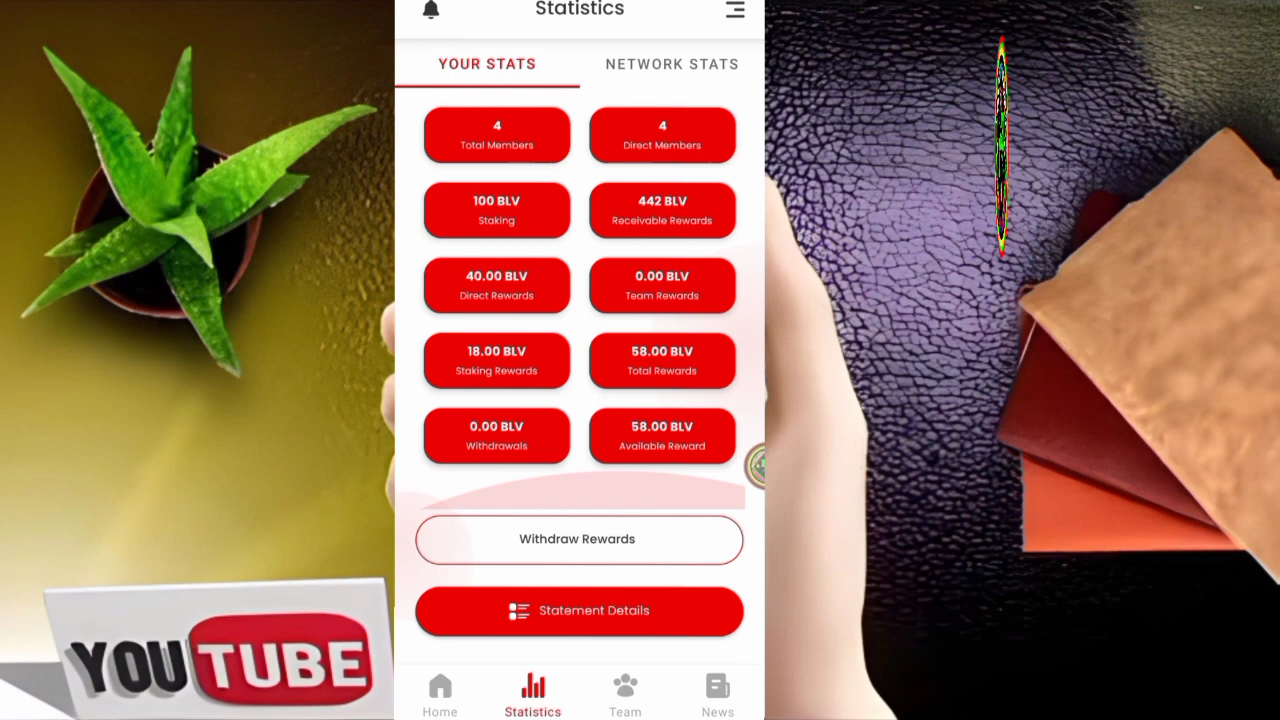 Statistics
YOUR STATS
NETWORK STATS
4
Total Members
4
Direct Members
100 BLV
Staking
442 BLV
Receivable Rewards
40.00 BLV
Direct Rewards
0.00 BLV
Team Rewards
18.00 BLV
Staking Rewards
58.00 BLV
Total Rewards
0.00 BLV
Withdrawals
58.00 BLV
Available Reward
Withdraw Rewards
Statement Details
Home
Statistics
Team
News
YOUTUBE